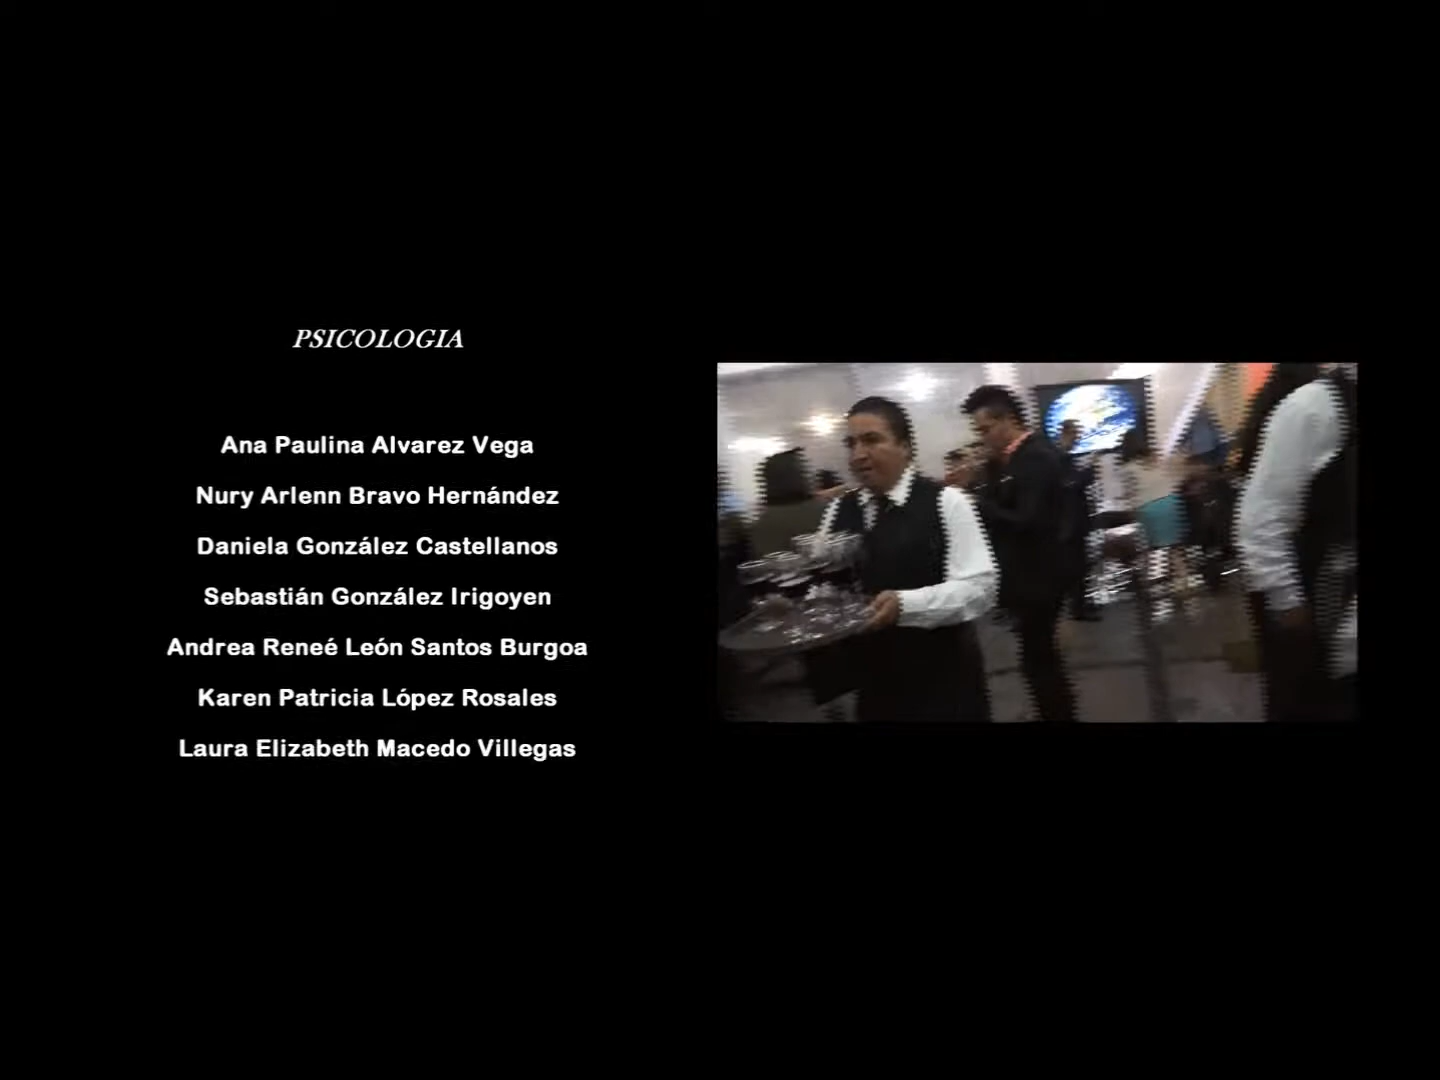 PSICOLOGIA
Ana Paulina Alvarez Vega
Nury Arlenn Bravo Hernández
Daniela González Castellanos
Sebastián González Irigoyen
Andrea Reneé León Santos Burgoa
Karen Patricia López Rosales
Laura Elizabeth Macedo Villegas